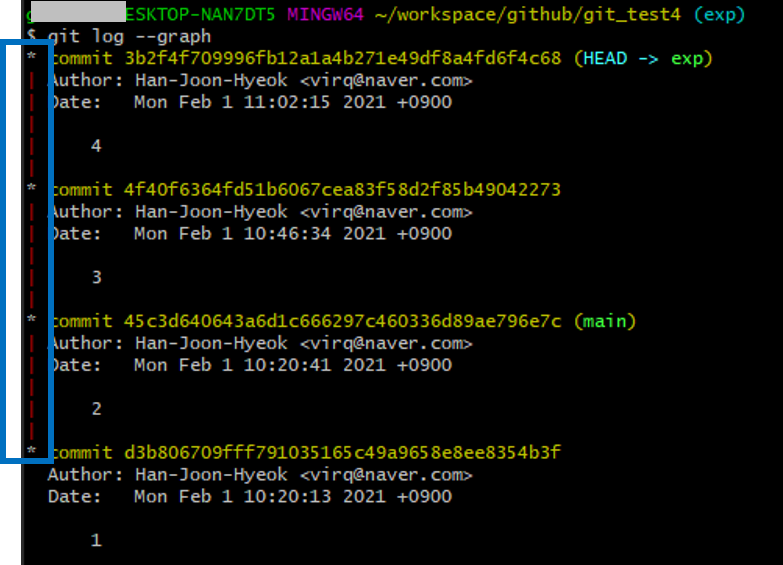 ESKTOP-NAN7DT5 MINGW64 ~/workspace/github/git_test4 (exp)
$ git log --graph
* commit 3b2f4f709996fb12a1a4b271e49df8a4fd6f4c68 (HEAD -> exp)
| Author: Han-Joon-Hyeok <virq@naver.com>
| Date:   Mon Feb 1 11:02:15 2021 +0900
|
|     4
|
* commit 4f40f6364fd51b6067cea83f58d2f85b49042273
| Author: Han-Joon-Hyeok <virq@naver.com>
| Date:   Mon Feb 1 10:46:34 2021 +0900
|
|     3
|
* commit 45c3d640643a6d1c666297c460336d89ae796e7c (main)
| Author: Han-Joon-Hyeok <virq@naver.com>
| Date:   Mon Feb 1 10:20:41 2021 +0900
|
|     2
|
* commit d3b806709fff791035165c49a9658e8ee8354b3f
  Author: Han-Joon-Hyeok <virq@naver.com>
  Date:   Mon Feb 1 10:20:13 2021 +0900

      1